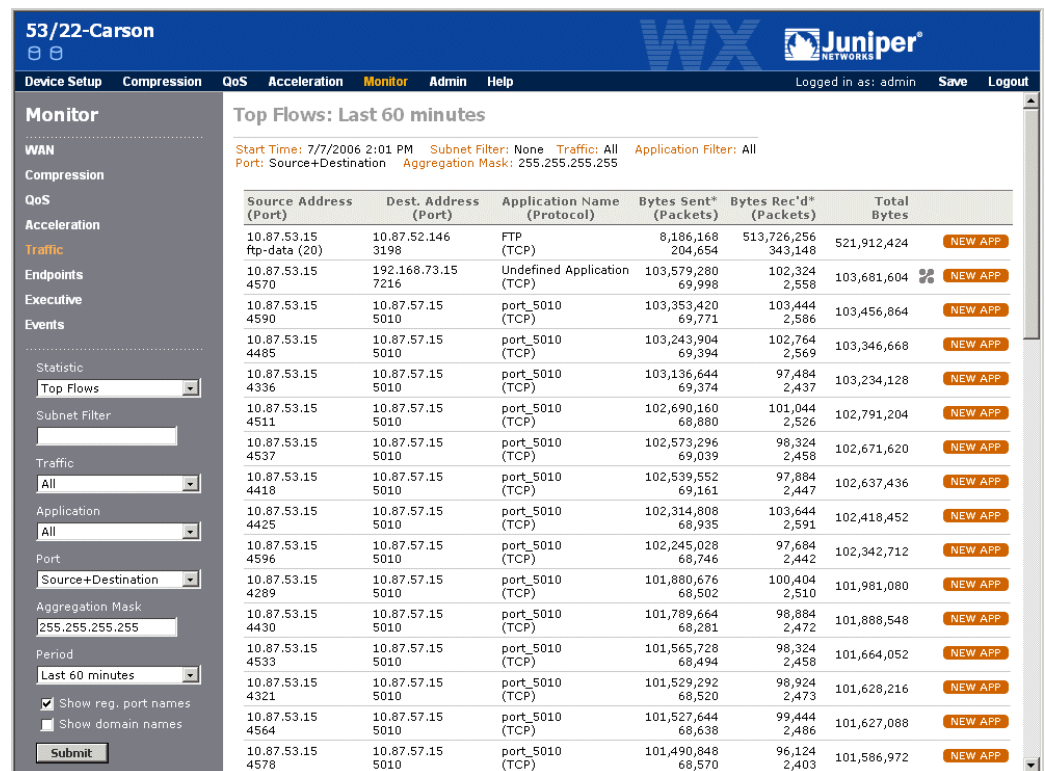 53/22-Carson
WX
Juniper®
NETWORKS
Device Setup Compression QoS Acceleration Monitor Admin Help Logged in as: admin Save Logout
Monitor
WAN
Compression
QoS
Acceleration
Traffic
Endpoints
Executive
Events
Statistic
Top Flows
Subnet Filter
Traffic
All
Application
All
Port
Source+Destination
Aggregation Mask
255.255.255.255
Period
Last 60 minutes
Show reg. port names
Show domain names
Submit
Top Flows: Last 60 minutes
Start Time: 7/7/2006 2:01 PM Subnet Filter: None Traffic: All Application Filter: All
Port: Source+Destination Aggregation Mask: 255.255.255.255
Source Address Dest. Address Application Name Bytes Sent* Bytes Rec'd* Total
(Port) (Port) (Protocol) (Packets) (Packets) Bytes
10.87.53.15 10.87.52.146 FTP 8,186,168 513,726,256 521,912,424 NEW APP
ftp-data (20) 3198 (TCP) 204,654 343,148
10.87.53.15 192.168.73.15 Undefined Application 103,579,280 102,324 103,681,604 NEW APP
4570 7216 (TCP) 69,998 2,558
10.87.53.15 10.87.57.15 port_5010 103,353,420 103,444 103,456,864 NEW APP
4590 5010 (TCP) 69,771 2,586
10.87.53.15 10.87.57.15 port_5010 103,243,904 102,764 103,346,668 NEW APP
4485 5010 (TCP) 69,394 2,569
10.87.53.15 10.87.57.15 port_5010 103,136,644 97,484 103,234,128 NEW APP
4336 5010 (TCP) 69,374 2,437
10.87.53.15 10.87.57.15 port_5010 102,690,160 101,044 102,791,204 NEW APP
4511 5010 (TCP) 68,880 2,526
10.87.53.15 10.87.57.15 port_5010 102,573,296 98,324 102,671,620 NEW APP
4537 5010 (TCP) 69,039 2,458
10.87.53.15 10.87.57.15 port_5010 102,539,552 97,884 102,637,436 NEW APP
4418 5010 (TCP) 69,161 2,447
10.87.53.15 10.87.57.15 port_5010 102,314,808 103,644 102,418,452 NEW APP
4425 5010 (TCP) 68,935 2,591
10.87.53.15 10.87.57.15 port_5010 102,245,028 97,684 102,342,712 NEW APP
4596 5010 (TCP) 68,746 2,442
10.87.53.15 10.87.57.15 port_5010 101,880,676 100,404 101,981,080 NEW APP
4289 5010 (TCP) 68,502 2,510
10.87.53.15 10.87.57.15 port_5010 101,789,664 98,884 101,888,548 NEW APP
4430 5010 (TCP) 68,281 2,472
10.87.53.15 10.87.57.15 port_5010 101,565,728 98,324 101,664,052 NEW APP
4533 5010 (TCP) 68,494 2,458
10.87.53.15 10.87.57.15 port_5010 101,529,292 98,924 101,628,216 NEW APP
4321 5010 (TCP) 68,520 2,473
10.87.53.15 10.87.57.15 port_5010 101,527,644 99,444 101,627,088 NEW APP
4564 5010 (TCP) 68,638 2,486
10.87.53.15 10.87.57.15 port_5010 101,490,848 96,124 101,586,972 NEW APP
4578 5010 (TCP) 68,570 2,403